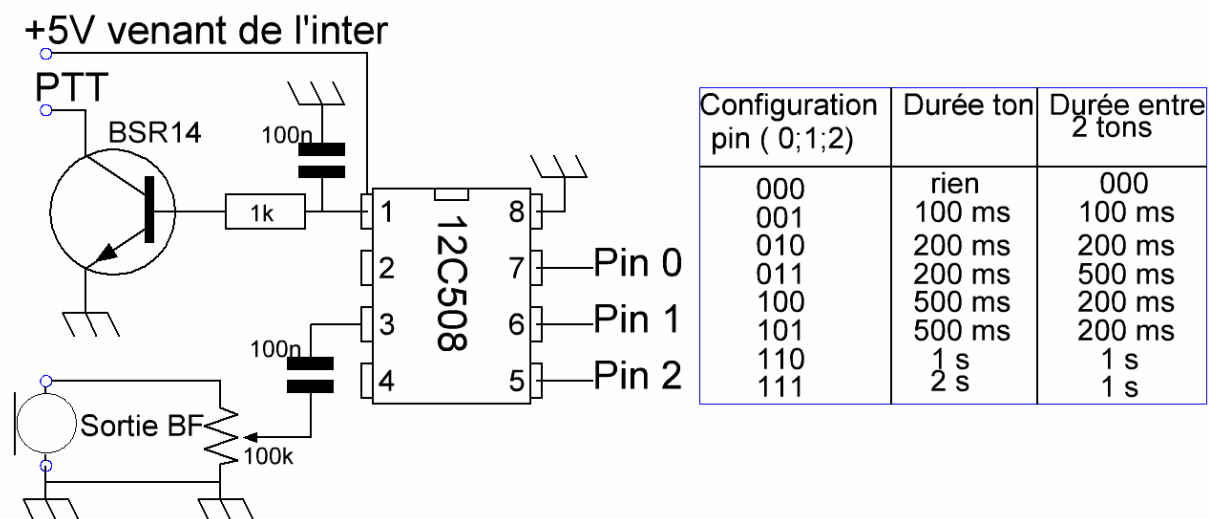 +5V venant de l'inter
PTT
BSR14
100n
1k
1
8
2
7
Pin 0
12C508
3
6
Pin 1
100n
4
5
Pin 2
Sortie BF
100k
Configuration pin ( 0;1;2) | Durée ton | Durée entre 2 tons
000 rien 000
001 100 ms 100 ms
010 200 ms 200 ms
011 200 ms 500 ms
100 500 ms 200 ms
101 500 ms 200 ms
110 1 s 1 s
111 2 s 1 s